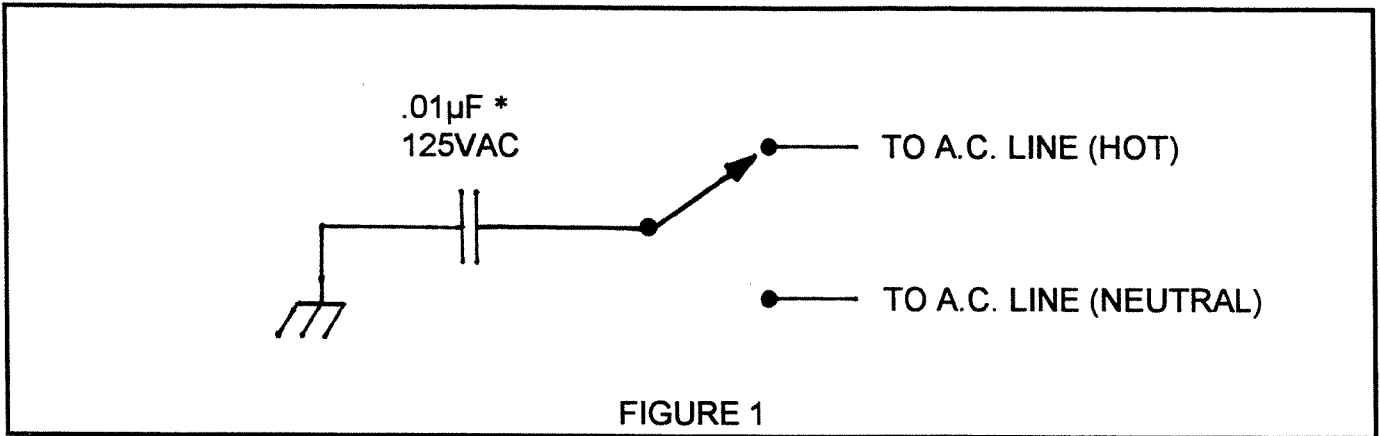 .01µF *
125VAC
TO A.C. LINE (HOT)
TO A.C. LINE (NEUTRAL)
FIGURE 1